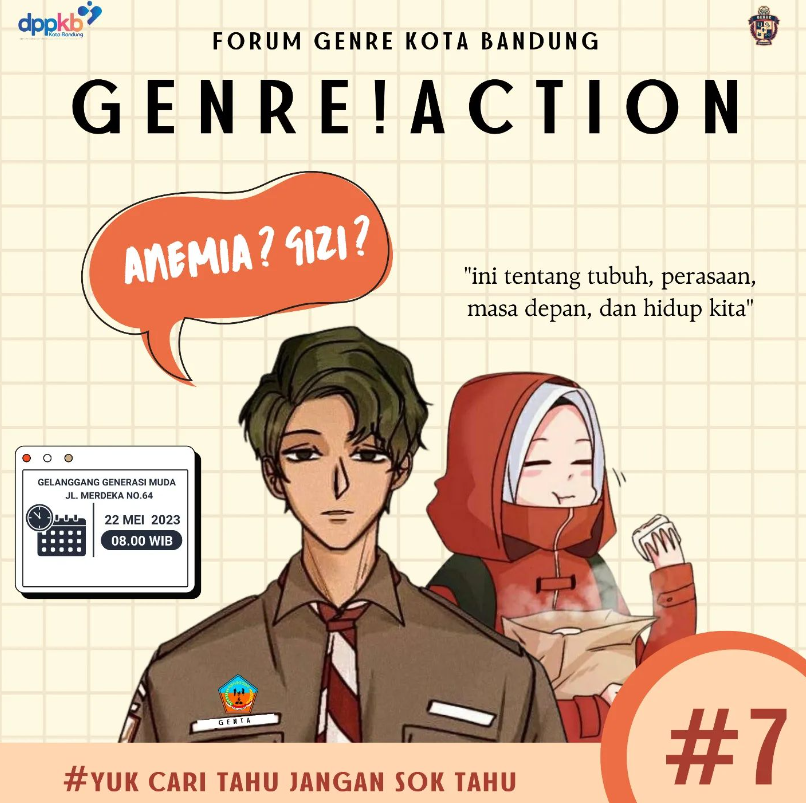 dppkb
Kota Bandung
FORUM GENRE KOTA BANDUNG
GENRE!ACTION
ANEMIA? GIZI?
"ini tentang tubuh, perasaan,
masa depan, dan hidup kita"
GELANGGANG GENERASI MUDA
JL. MERDEKA NO.64
22 MEI 2023
08.00 WIB
GENTA
#7
#YUK CARI TAHU JANGAN SOK TAHU